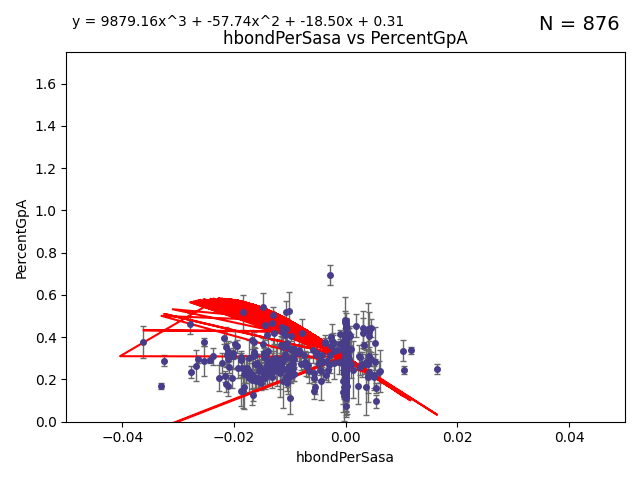 y = 9879.16x^3 + -57.74x^2 + -18.50x + 0.31
N = 876
hbondPerSasa vs PercentGpA
PercentGpA
1.6
1.4
1.2
1.0
0.8
0.6
0.4
0.2
0.0
−0.04 −0.02 0.00 0.02 0.04
hbondPerSasa